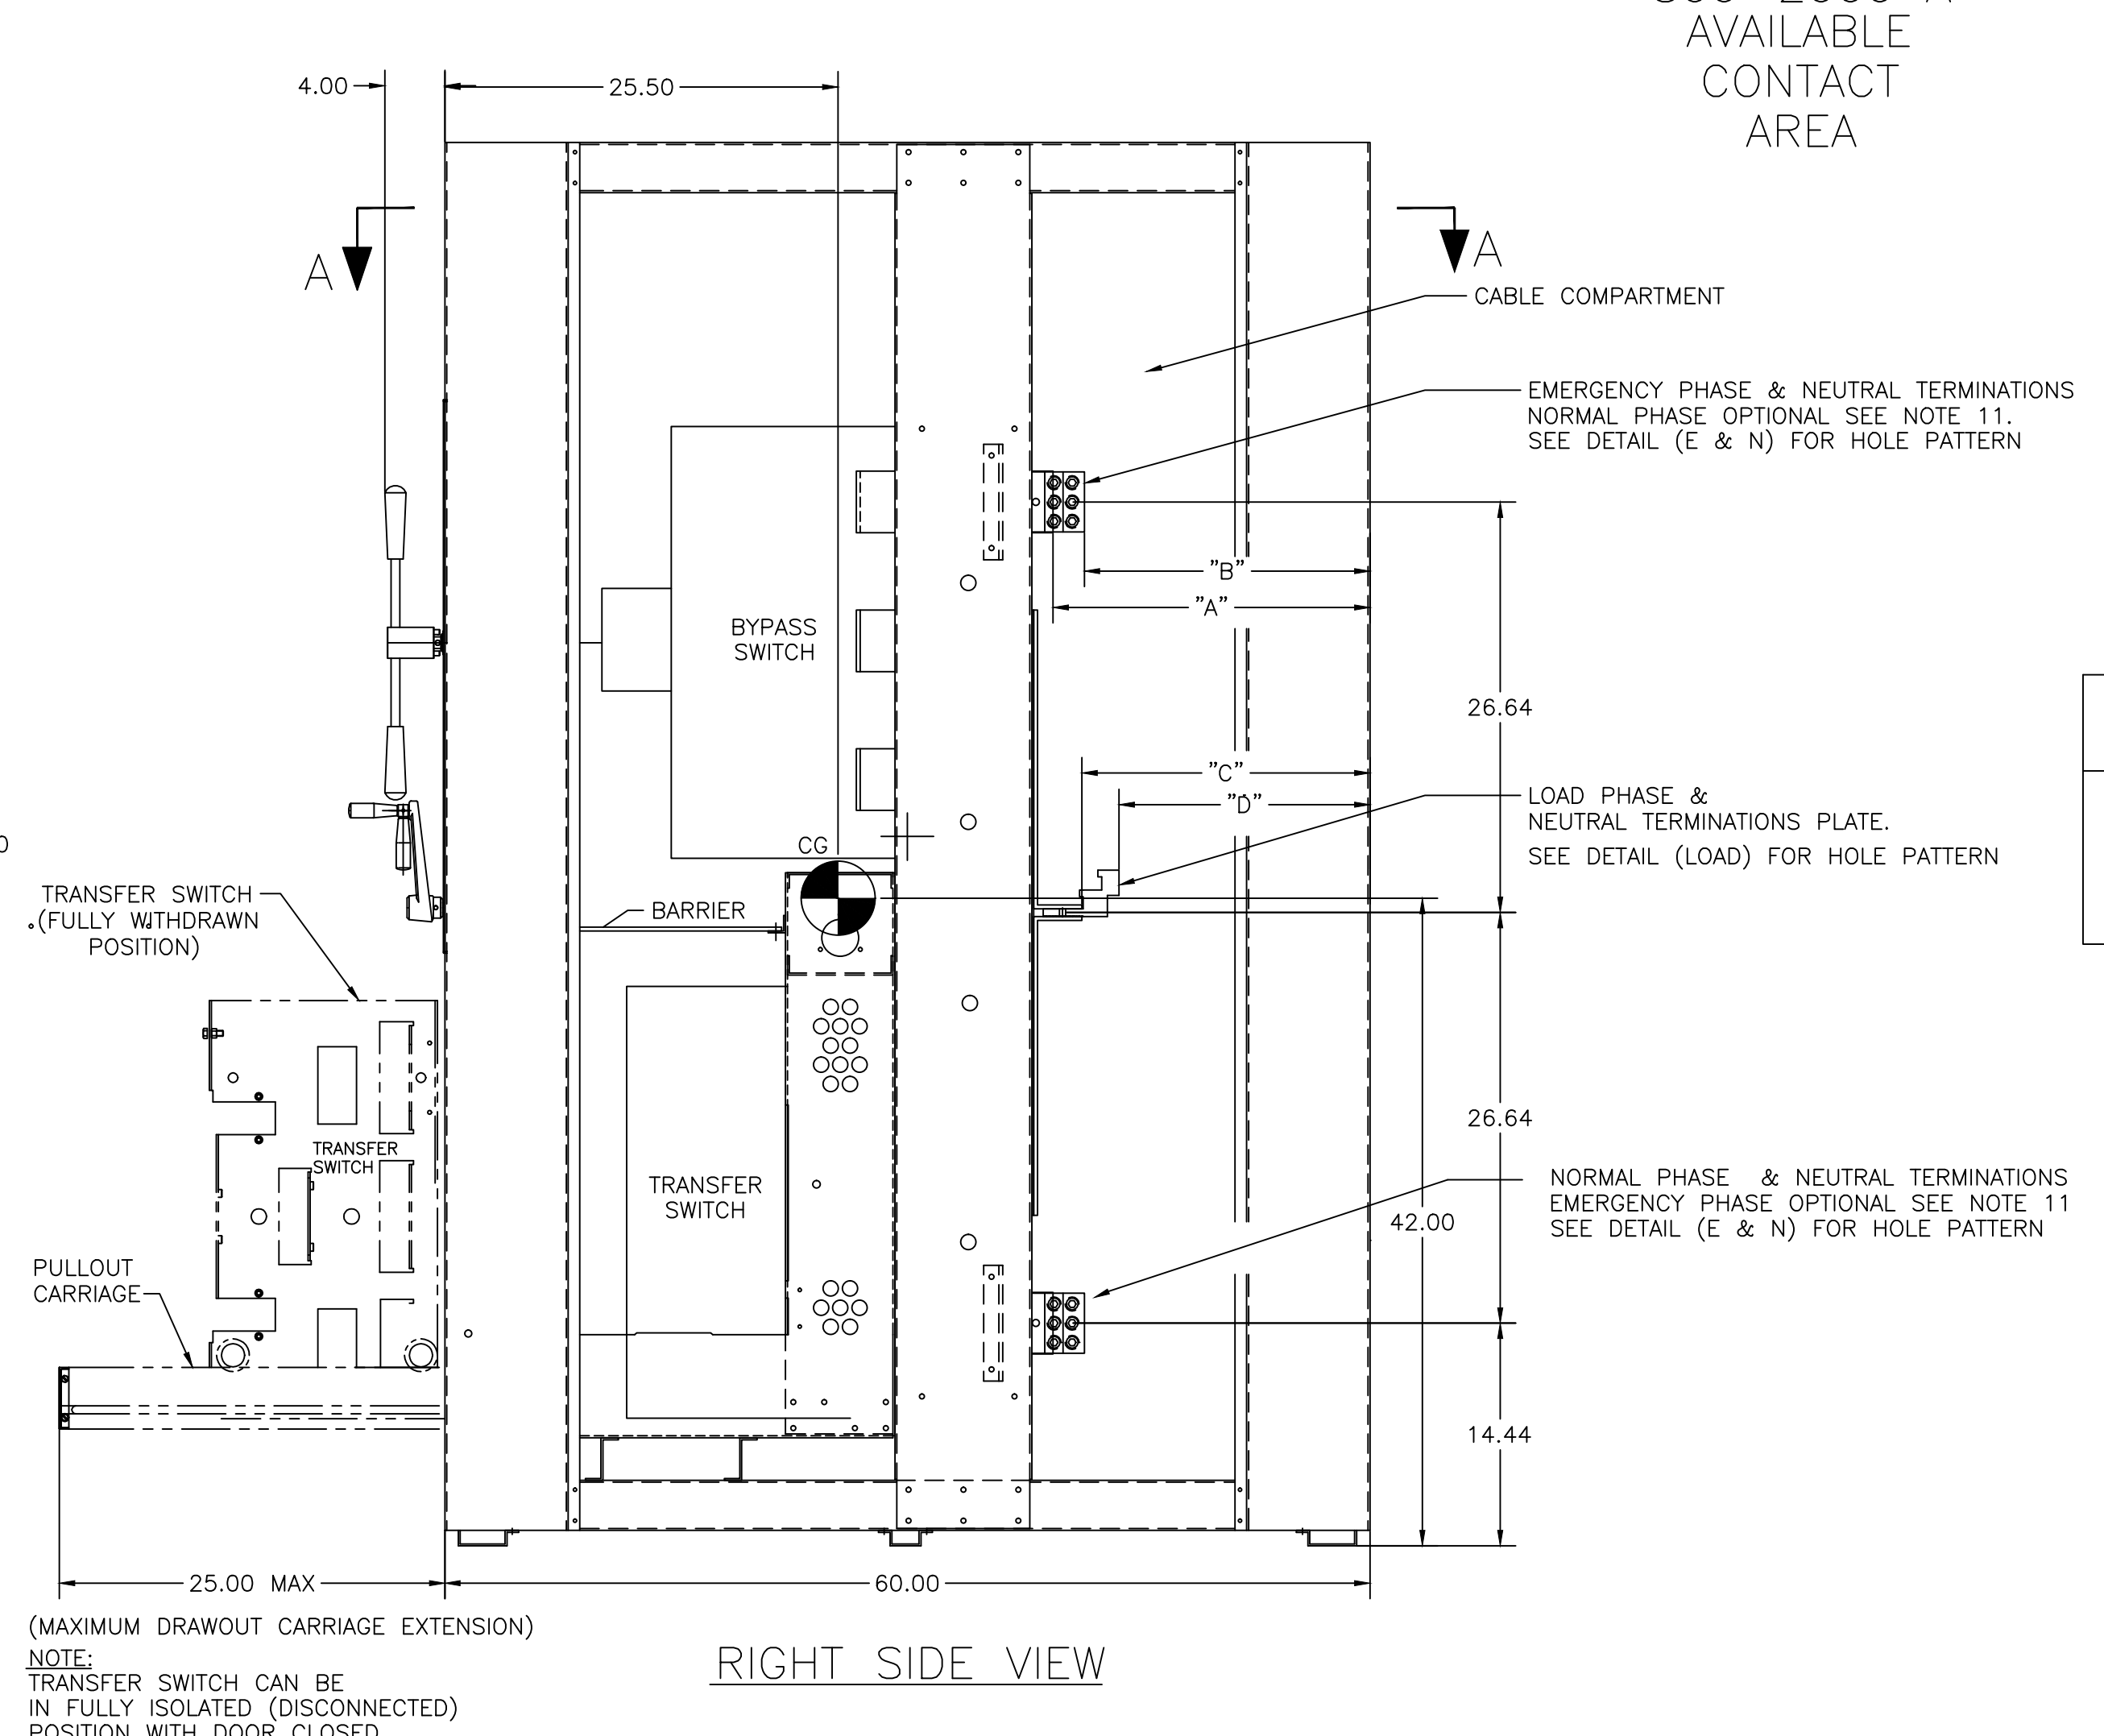 AVAILABLE
CONTACT
AREA
4.00
25.50
A
A
CABLE COMPARTMENT
EMERGENCY PHASE & NEUTRAL TERMINATIONS
NORMAL PHASE OPTIONAL SEE NOTE 11.
SEE DETAIL (E & N) FOR HOLE PATTERN
"B"
"A"
BYPASS
SWITCH
26.64
"C"
"D"
LOAD PHASE &
NEUTRAL TERMINATIONS PLATE.
SEE DETAIL (LOAD) FOR HOLE PATTERN
CG
TRANSFER SWITCH
(FULLY WITHDRAWN
POSITION)
BARRIER
26.64
TRANSFER
SWITCH
TRANSFER
SWITCH
NORMAL PHASE & NEUTRAL TERMINATIONS
EMERGENCY PHASE OPTIONAL SEE NOTE 11
SEE DETAIL (E & N) FOR HOLE PATTERN
42.00
PULLOUT
CARRIAGE
14.44
25.00 MAX
60.00
(MAXIMUM DRAWOUT CARRIAGE EXTENSION)
NOTE:
TRANSFER SWITCH CAN BE
IN FULLY ISOLATED (DISCONNECTED)
POSITION WITH DOOR CLOSED
RIGHT SIDE VIEW